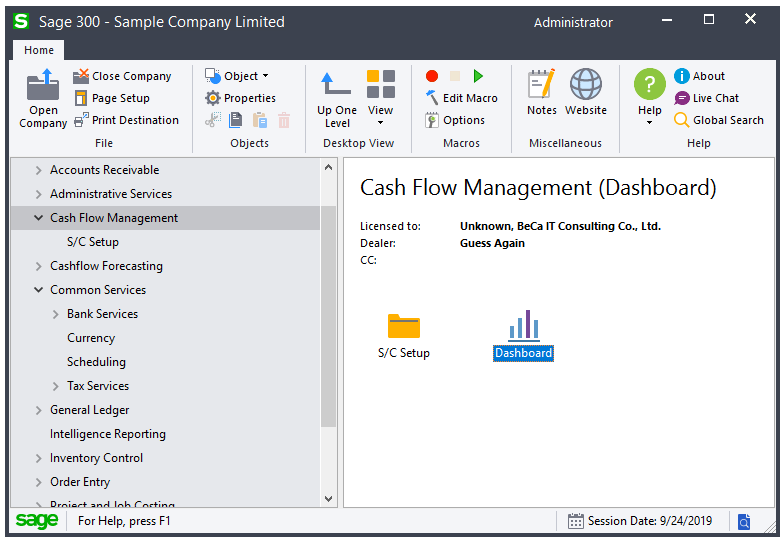 S Sage 300 - Sample Company Limited Administrator
Home
Open Company
Close Company
Page Setup
Print Destination
File
Object
Properties
Objects
Up One Level
View
Desktop View
Edit Macro
Options
Macros
Notes
Website
Miscellaneous
Help
About
Live Chat
Global Search
Help
Accounts Receivable
Administrative Services
Cash Flow Management
S/C Setup
Cashflow Forecasting
Common Services
Bank Services
Currency
Scheduling
Tax Services
General Ledger
Intelligence Reporting
Inventory Control
Order Entry
Project and Job Costing
Cash Flow Management (Dashboard)
Licensed to: Unknown, BeCa IT Consulting Co., Ltd.
Dealer: Guess Again
CC:
S/C Setup
Dashboard
sage For Help, press F1 Session Date: 9/24/2019